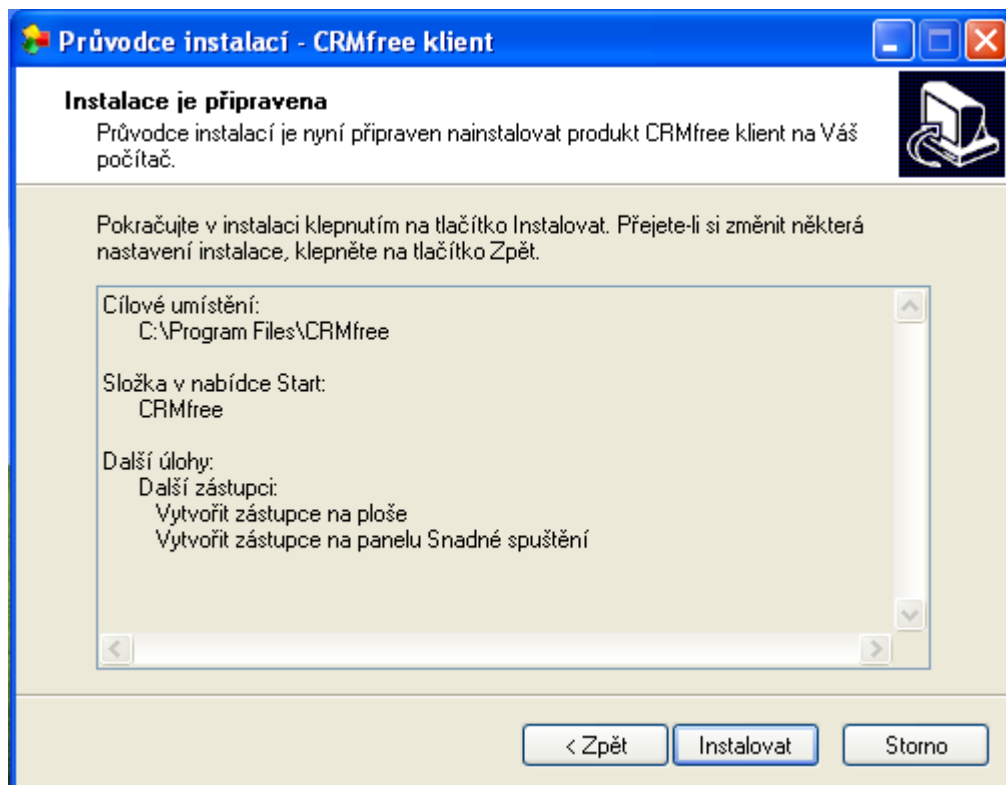 Průvodce instalací - CRMfree klient
Instalace je připravena
Průvodce instalací je nyní připraven nainstalovat produkt CRMfree klient na Váš
počítač.
Pokračujte v instalaci klepnutím na tlačítko Instalovat. Přejete-li si změnit některá
nastavení instalace, klepněte na tlačítko Zpět.
Cílové umístění:
C:\Program Files\CRMfree
Složka v nabídce Start:
CRMfree
Další úlohy:
Další zástupci:
Vytvořit zástupce na ploše
Vytvořit zástupce na panelu Snadné spuštění
< Zpět Instalovat Storno